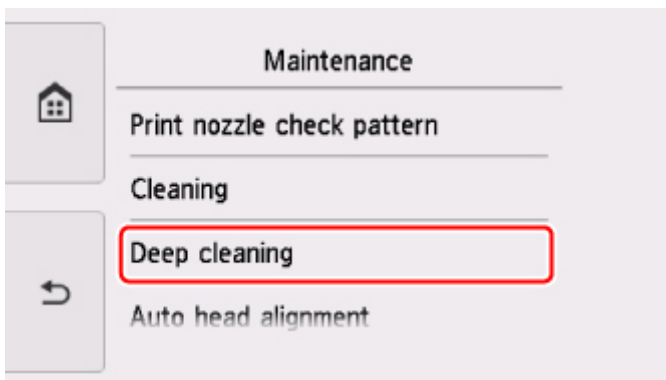 Maintenance
Print nozzle check pattern
Cleaning
Deep cleaning
Auto head alignment